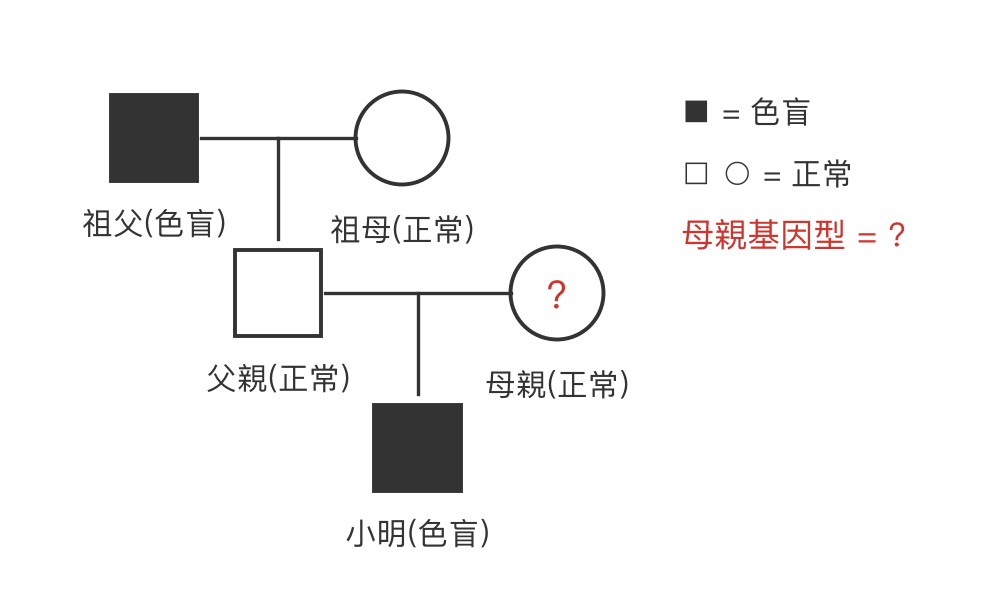 祖父(色盲)
祖母(正常)
父親(正常)
?
母親(正常)
小明(色盲)
■ = 色盲
□ ○ = 正常
母親基因型 = ?